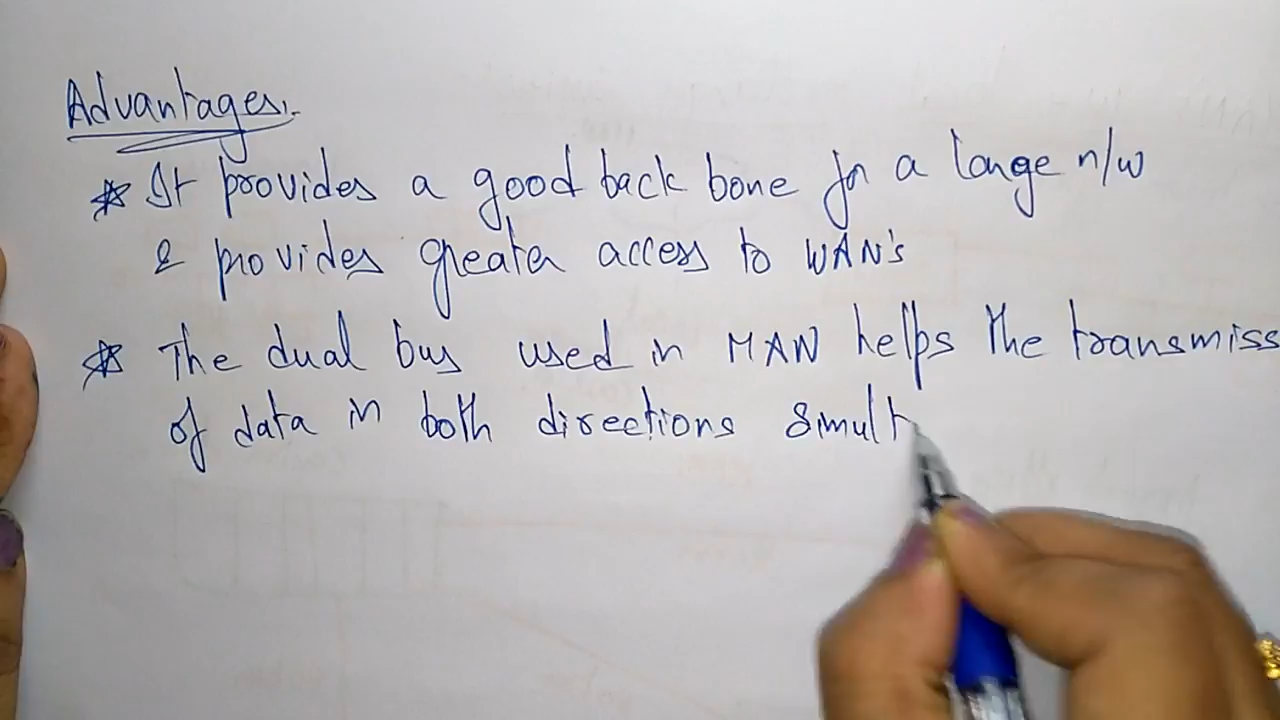 Advantages:-
* It provides a good back bone for a large n/w
& provides greater access to WAN's
* The dual bus used in MAN helps the transmiss
of data in both directions simult